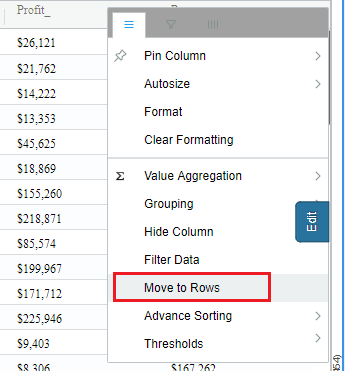 Profit_
$26,121
$21,762
$14,222
$13,353
$45,625
$18,869
$155,260
$218,871
$85,574
$199,967
$171,712
$225,946
$9,403
$8,306
$167,262
Pin Column
Autosize
Format
Clear Formatting
Σ Value Aggregation
Grouping
Hide Column
Filter Data
Move to Rows
Advance Sorting
Thresholds
Edit